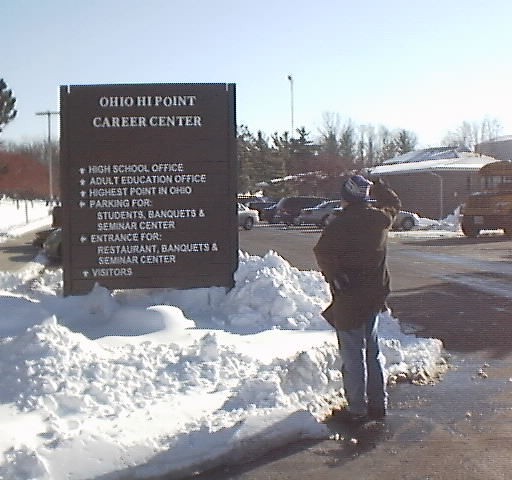 OHIO HI POINT
CAREER CENTER
↑ HIGH SCHOOL OFFICE
↑ ADULT EDUCATION OFFICE
↑ HIGHEST POINT IN OHIO
← PARKING FOR:
STUDENTS, BANQUETS &
SEMINAR CENTER
← ENTRANCE FOR:
RESTAURANT, BANQUETS &
SEMINAR CENTER
↑ VISITORS